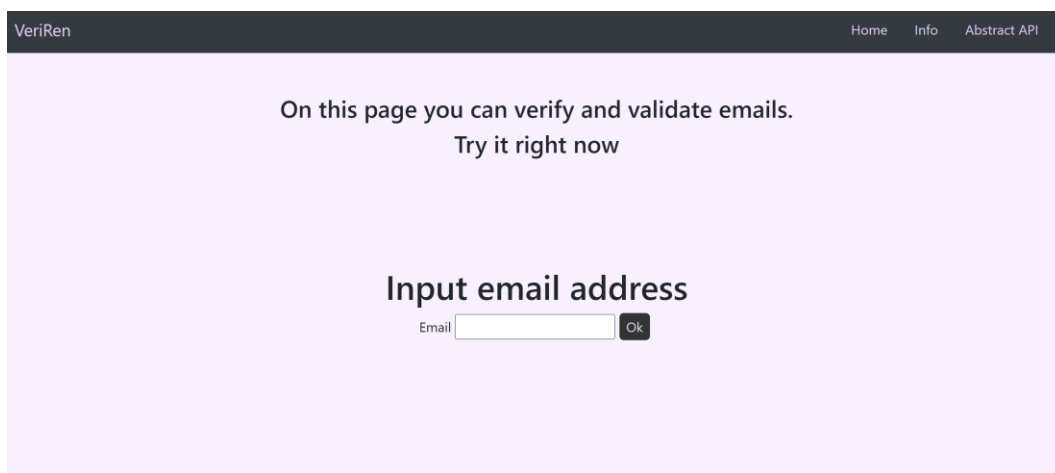 VeriRen Home Info Abstract API
On this page you can verify and validate emails.
Try it right now
Input email address
Email Ok